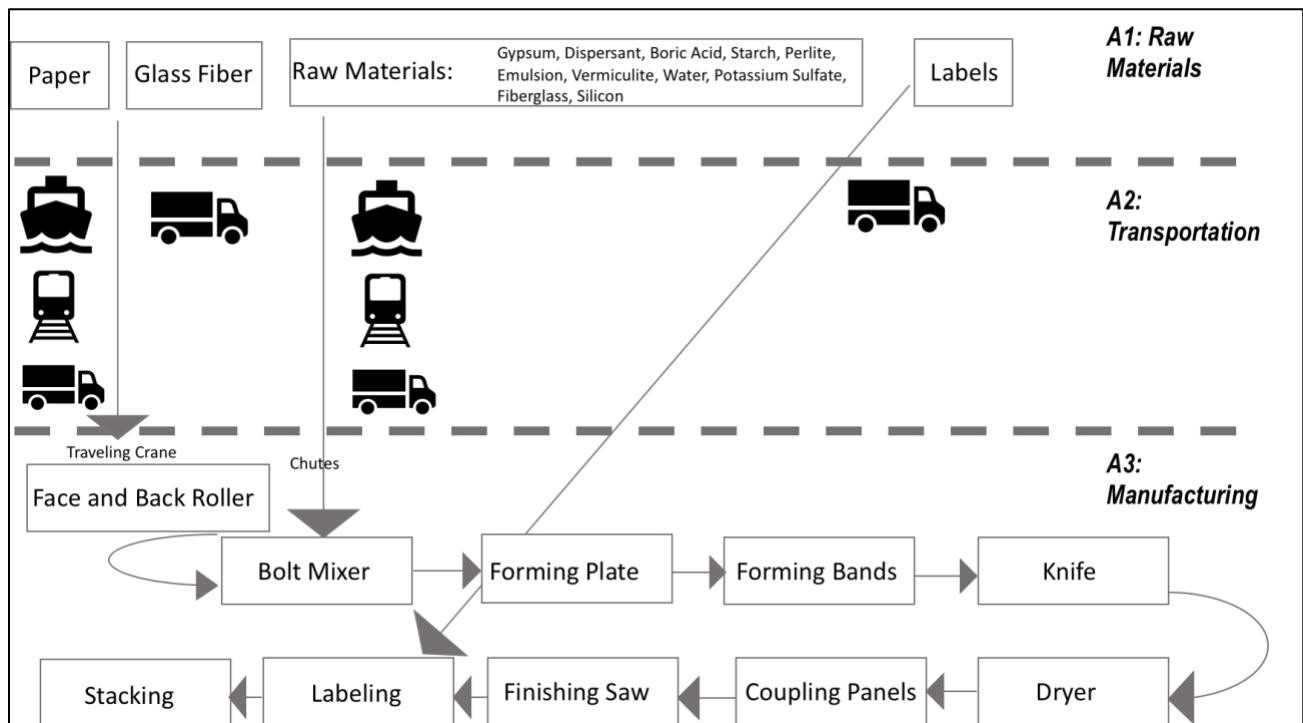 Paper
Glass Fiber
Raw Materials:
Gypsum, Dispersant, Boric Acid, Starch, Perlite,
Emulsion, Vermiculite, Water, Potassium Sulfate,
Fiberglass, Silicon
Labels
A1: Raw
Materials
A2:
Transportation
Traveling Crane
Chutes
A3:
Manufacturing
Face and Back Roller
Bolt Mixer
Forming Plate
Forming Bands
Knife
Stacking
Labeling
Finishing Saw
Coupling Panels
Dryer